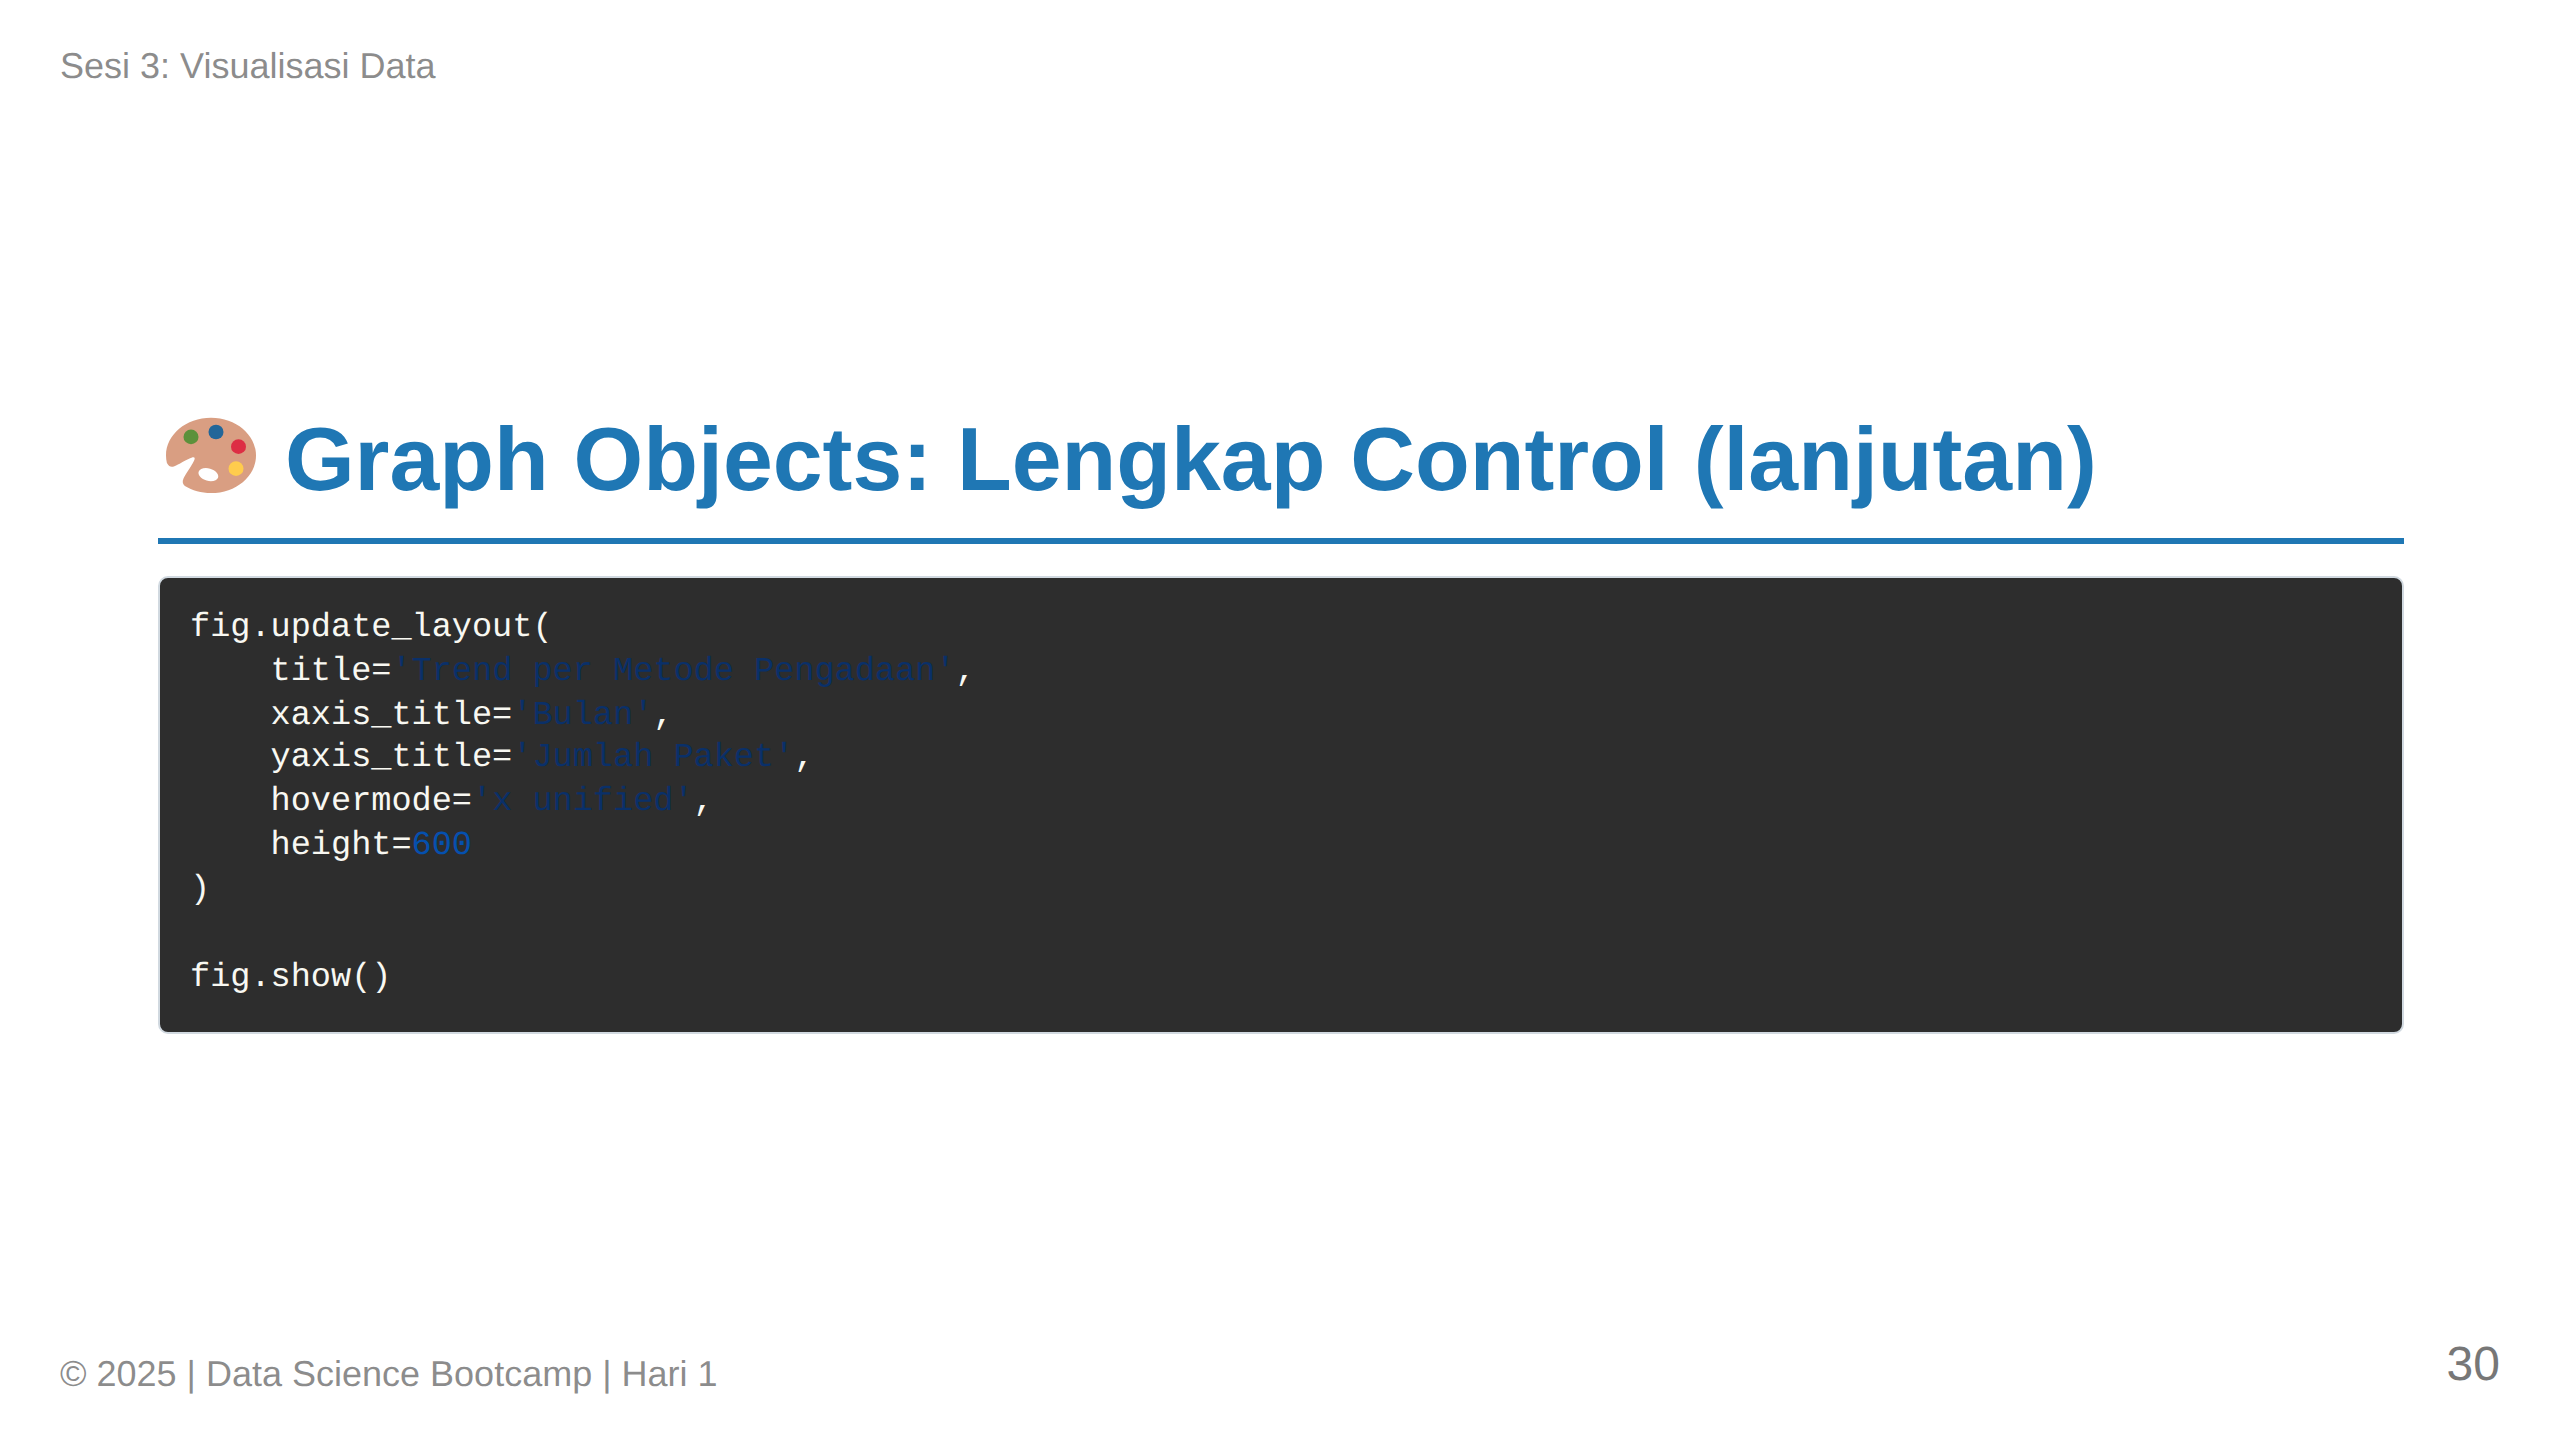 Sesi 3: Visualisasi Data
🎨 Graph Objects: Lengkap Control (lanjutan)
fig.update_layout(
    title='Trend per Metode Pengadaan',
    xaxis_title='Bulan',
    yaxis_title='Jumlah Paket',
    hovermode='x unified',
    height=600
)

fig.show()
© 2025 | Data Science Bootcamp | Hari 1
30